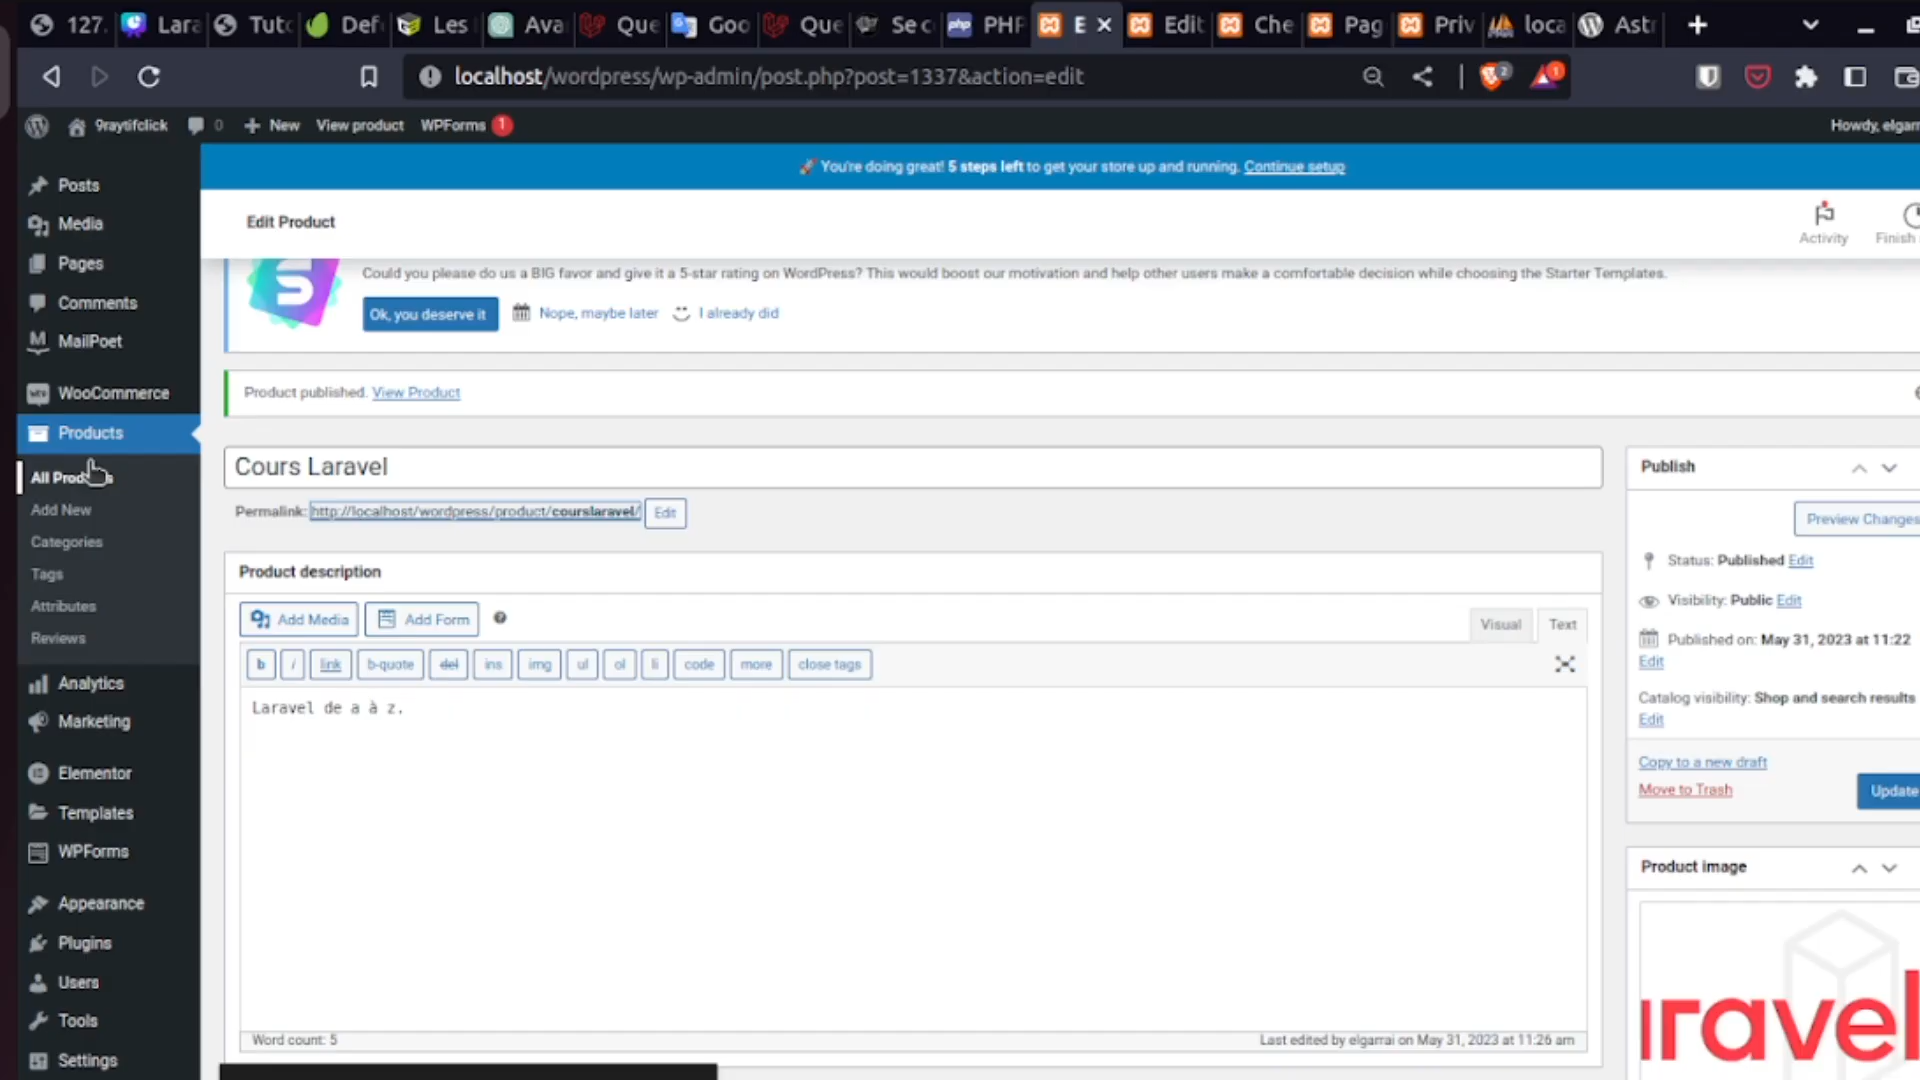 127.
Lara
Tuto
Def
Les
Ava
Que
Goo
Que
Se c
php PHP
E
Edit
Che
Pag
Priv
loca
Astr
localhost/wordpress/wp-admin/post.php?post=1337&action=edit
2
1
9raytifclick
0
New
View product
WPForms 1
Howdy, elgarra
🚀 You're doing great! 5 steps left to get your store up and running. Continue setup
Edit Product
Activity
Finish
Could you please do us a BIG favor and give it a 5-star rating on WordPress? This would boost our motivation and help other users make a comfortable decision while choosing the Starter Templates.
Ok, you deserve it
Nope, maybe later
I already did
Product published. View Product
Posts
Media
Pages
Comments
MailPoet
WooCommerce
Products
All Products
Add New
Categories
Tags
Attributes
Reviews
Analytics
Marketing
Elementor
Templates
WPForms
Appearance
Plugins
Users
Tools
Settings
Cours Laravel
Permalink: http://localhost/wordpress/product/courslaravel/ Edit
Product description
Add Media
Add Form
Visual
Text
b i link b-quote del ins img ul ol li code more close tags
Laravel de a à z.
Word count: 5
Last edited by elgarrai on May 31, 2023 at 11:26 am
Publish
Preview Changes
Status: Published Edit
Visibility: Public Edit
Published on: May 31, 2023 at 11:22
Edit
Catalog visibility: Shop and search results
Edit
Copy to a new draft
Move to Trash
Update
Product image
aravel